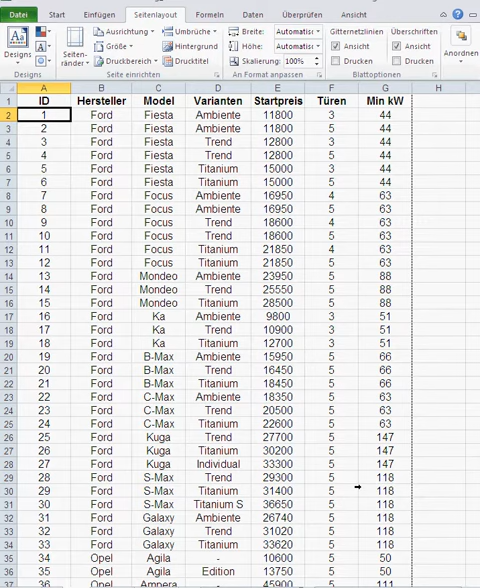 Datei Start Einfügen Seitenlayout Formeln Daten Überprüfen Ansicht
Designs Seiten-ränder Ausrichtung Größe Druckbereich Umbrüche Hintergrund Drucktitel Breite: Automatisch Höhe: Automatisch Skalierung: 100% Gitternetzlinien Ansicht Drucken Überschriften Ansicht Drucken Anordnen
Designs Seite einrichten An Format anpassen Blattoptionen
A B C D E F G H
1 ID Hersteller Model Varianten Startpreis Türen Min kW
2 1 Ford Fiesta Ambiente 11800 3 44
3 2 Ford Fiesta Ambiente 11800 5 44
4 3 Ford Fiesta Trend 12800 3 44
5 4 Ford Fiesta Trend 12800 5 44
6 5 Ford Fiesta Titanium 15000 3 44
7 6 Ford Fiesta Titanium 15000 5 44
8 7 Ford Focus Ambiente 16950 4 63
9 8 Ford Focus Ambiente 16950 5 63
10 9 Ford Focus Trend 18600 4 63
11 10 Ford Focus Trend 18600 5 63
12 11 Ford Focus Titanium 21850 4 63
13 12 Ford Focus Titanium 21850 5 63
14 13 Ford Mondeo Ambiente 23950 5 88
15 14 Ford Mondeo Trend 25550 5 88
16 15 Ford Mondeo Titanium 28500 5 88
17 16 Ford Ka Ambiente 9800 3 51
18 17 Ford Ka Trend 10900 3 51
19 18 Ford Ka Titanium 12700 3 51
20 19 Ford B-Max Ambiente 15950 5 66
21 20 Ford B-Max Trend 16450 5 66
22 21 Ford B-Max Titanium 18450 5 66
23 22 Ford C-Max Ambiente 18350 5 63
24 23 Ford C-Max Trend 20500 5 63
25 24 Ford C-Max Titanium 22600 5 63
26 25 Ford Kuga Trend 27700 5 147
27 26 Ford Kuga Titanium 30200 5 147
28 27 Ford Kuga Individual 33300 5 147
29 28 Ford S-Max Trend 29300 5 118
30 29 Ford S-Max Titanium 31400 5 118
31 30 Ford S-Max Titanium S 36650 5 118
32 31 Ford Galaxy Ambiente 26740 5 118
33 32 Ford Galaxy Trend 31020 5 118
34 33 Ford Galaxy Titanium 33620 5 118
35 34 Opel Agila - 10600 5 50
36 35 Opel Agila Edition 13750 5 50
37 36 Opel Ampera - 45900 5 111